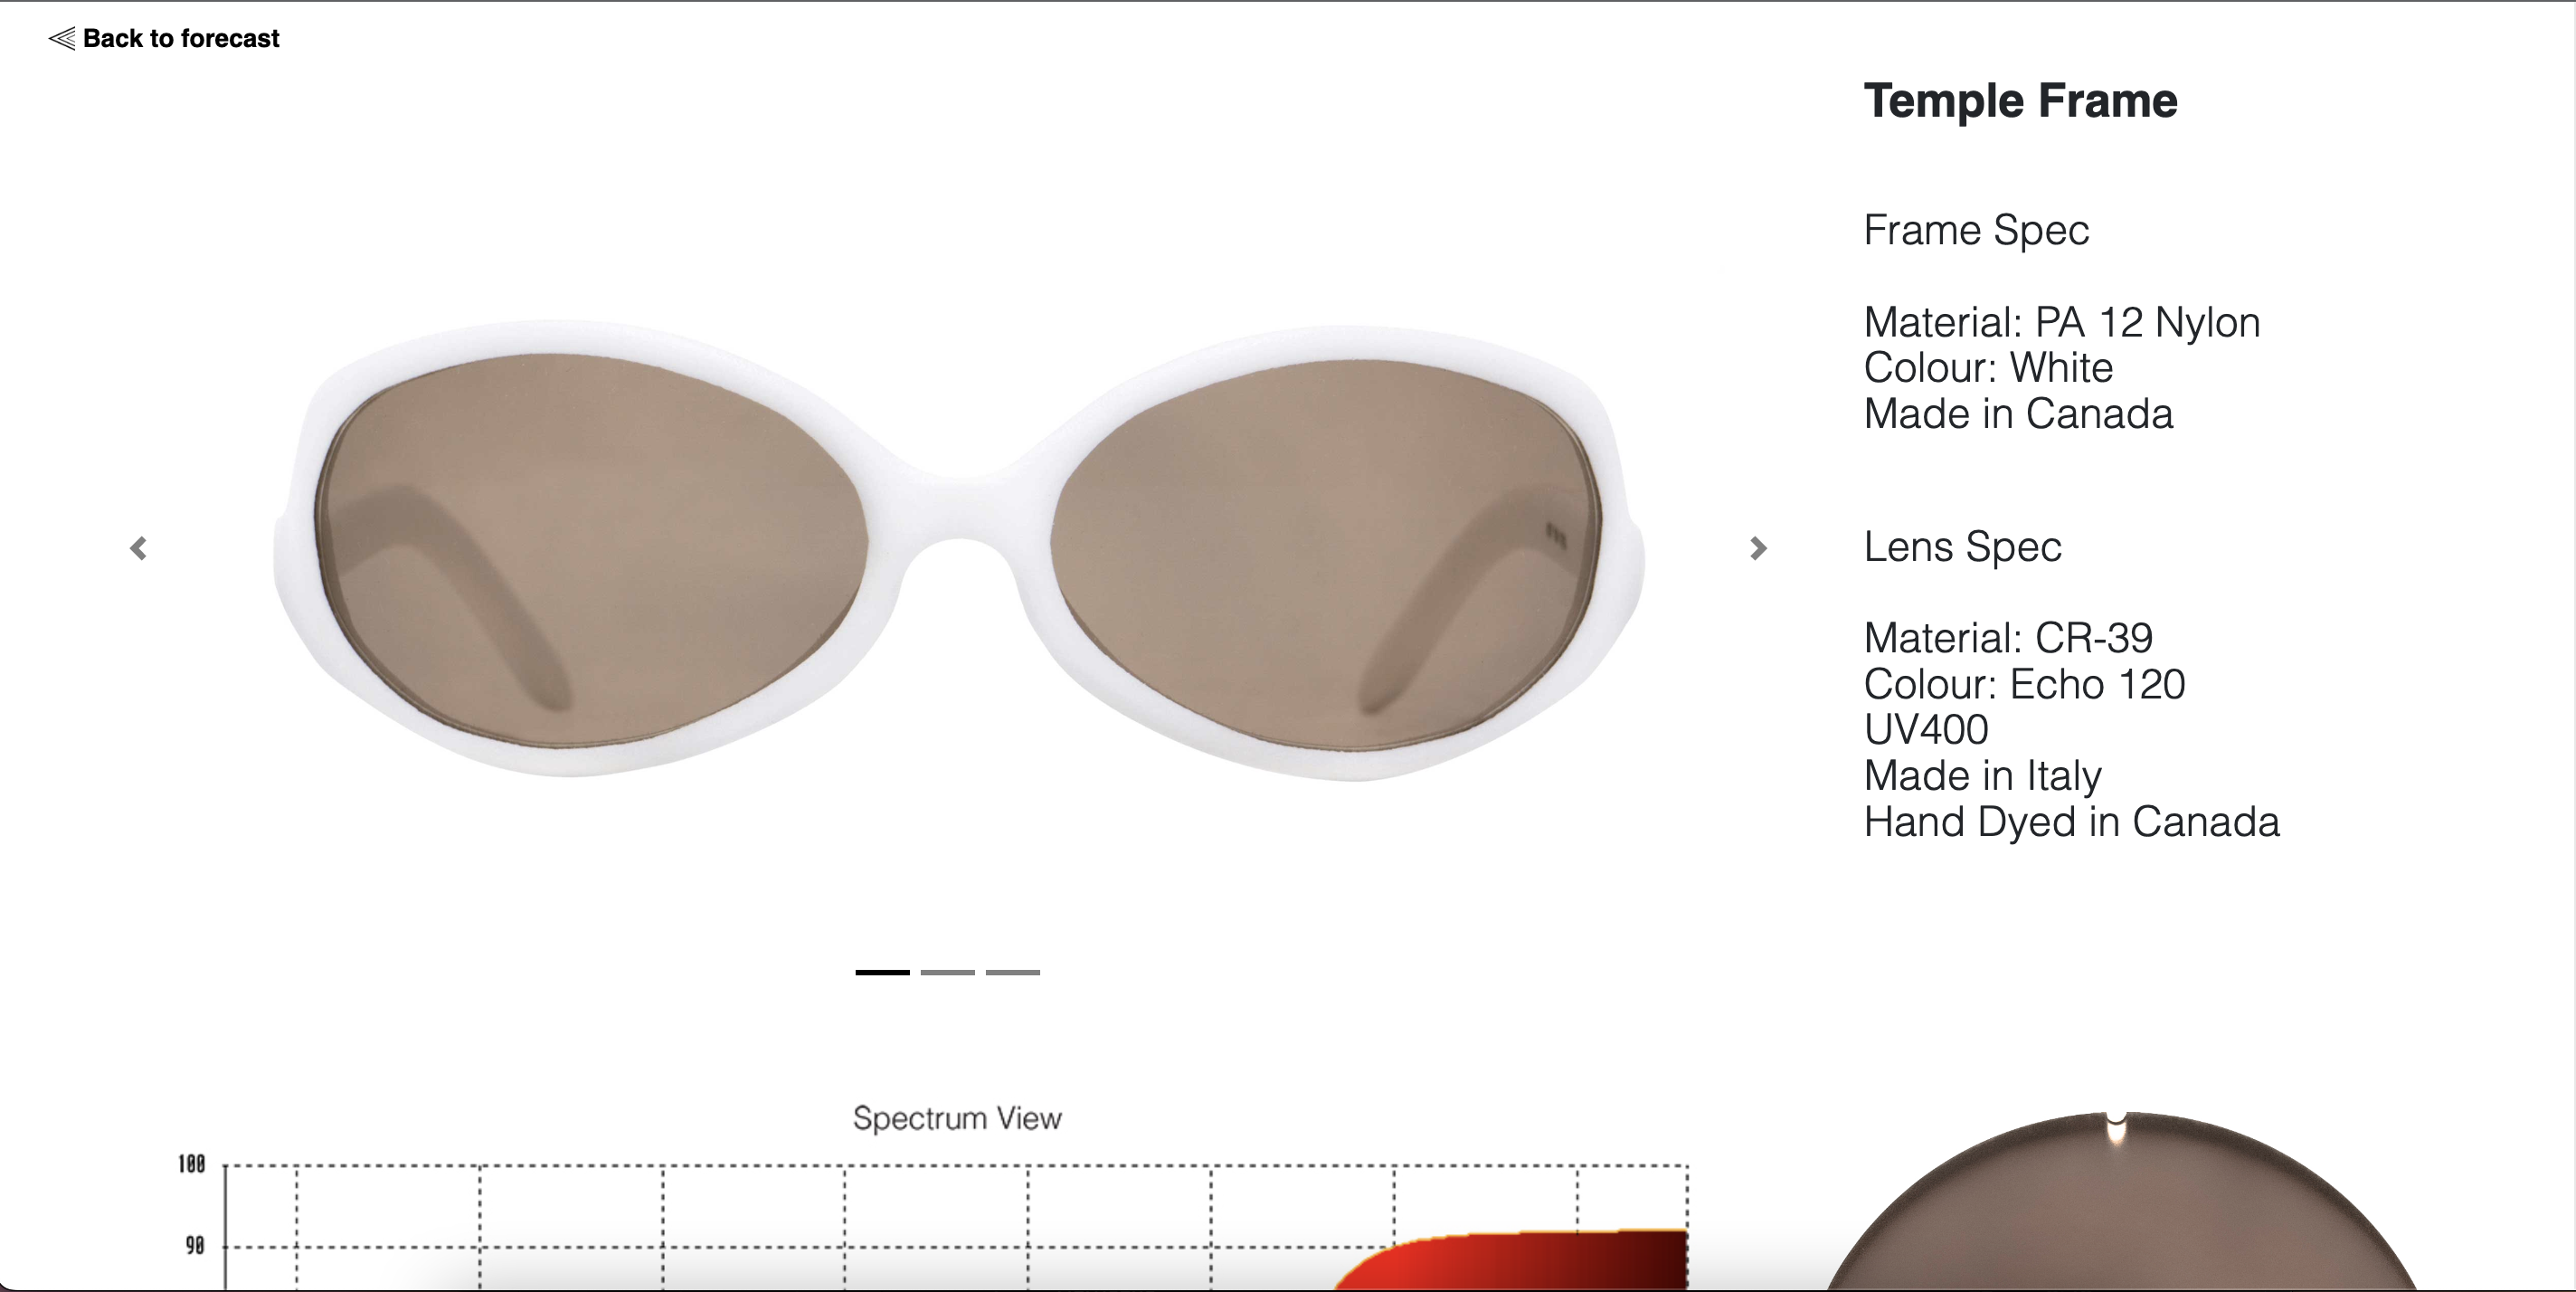 Back to forecast
Temple Frame
Frame Spec
Material: PA 12 Nylon
Colour: White
Made in Canada
Lens Spec
Material: CR-39
Colour: Echo 120
UV400
Made in Italy
Hand Dyed in Canada
Spectrum View
100
90